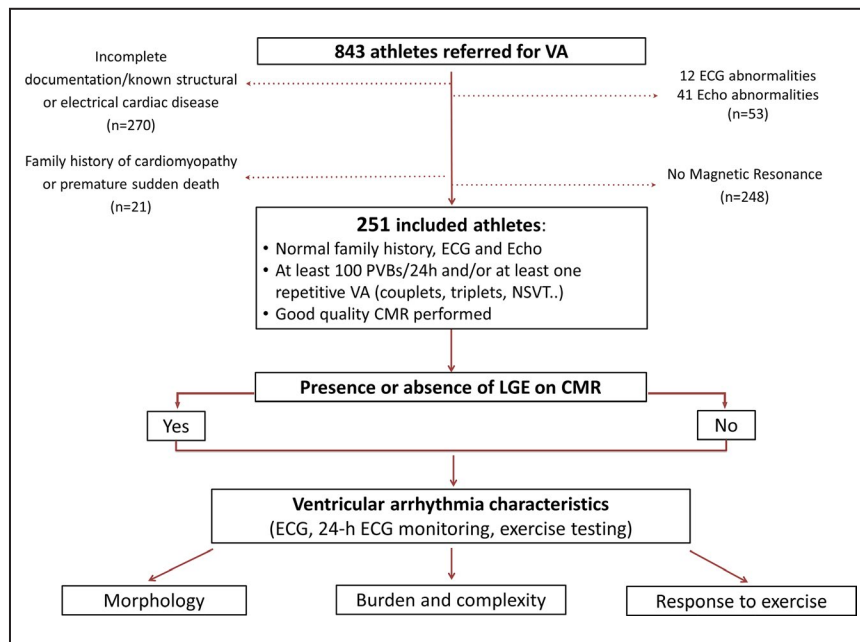 843 athletes referred for VA
Incomplete
documentation/known structural
or electrical cardiac disease
(n=270)
12 ECG abnormalities
41 Echo abnormalities
(n=53)
Family history of cardiomyopathy
or premature sudden death
(n=21)
No Magnetic Resonance
(n=248)
251 included athletes:
• Normal family history, ECG and Echo
• At least 100 PVBs/24h and/or at least one
repetitive VA (couplets, triplets, NSVT..)
• Good quality CMR performed
Presence or absence of LGE on CMR
Yes
No
Ventricular arrhythmia characteristics
(ECG, 24-h ECG monitoring, exercise testing)
Morphology
Burden and complexity
Response to exercise